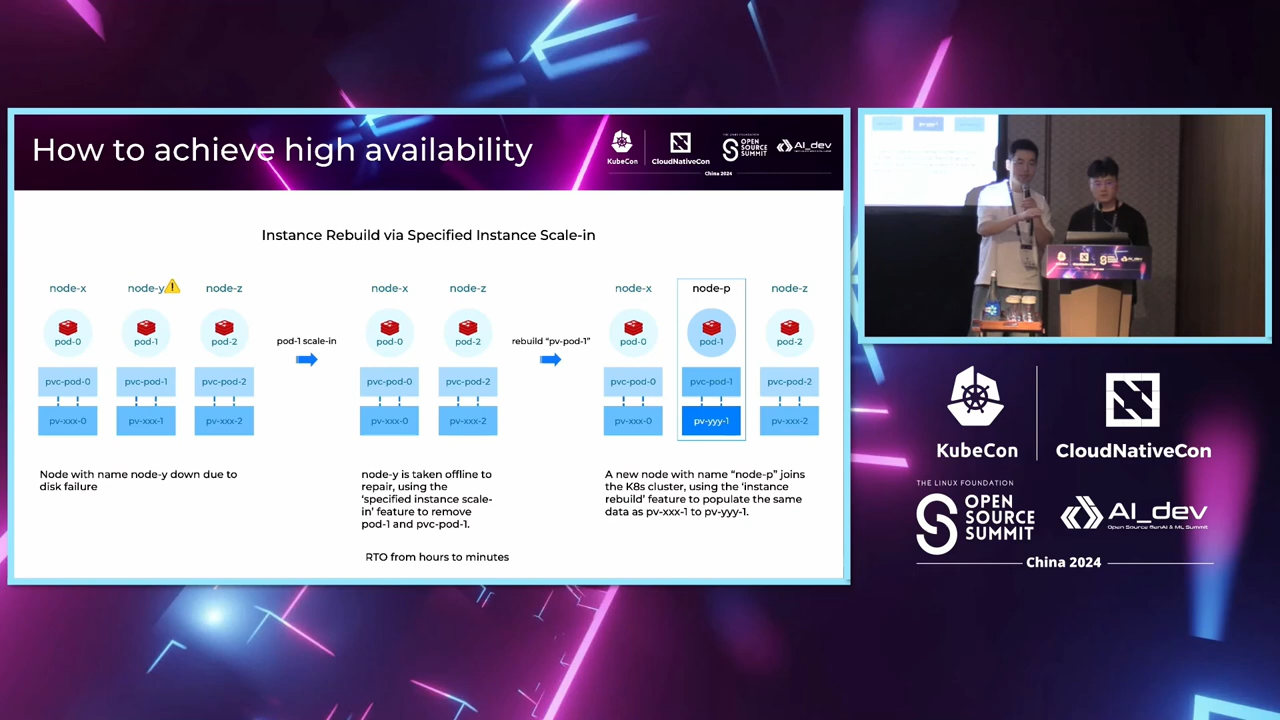 How to achieve high availability
KubeCon
CloudNativeCon
THE LINUX FOUNDATION
OPEN
SOURCE
SUMMIT
AI_dev
China 2024
Instance Rebuild via Specified Instance Scale-in
node-x
node-y
node-z
pod-0
pod-1
pod-2
pvc-pod-0
pvc-pod-1
pvc-pod-2
pv-xxx-0
pv-xxx-1
pv-xxx-2
pod-1 scale-in
node-x
node-z
pod-0
pod-2
pvc-pod-0
pvc-pod-2
pv-xxx-0
pv-xxx-2
rebuild “pv-pod-1”
node-x
node-p
node-z
pod-0
pod-1
pod-2
pvc-pod-0
pvc-pod-1
pvc-pod-2
pv-xxx-0
pv-yyy-1
pv-xxx-2
Node with name node-y down due to
disk failure
node-y is taken offline to
repair, using the
‘specified instance scale-
in’ feature to remove
pod-1 and pvc-pod-1.
A new node with name “node-p” joins
the K8s cluster, using the ‘instance
rebuild’ feature to populate the same
data as pv-xxx-1 to pv-yyy-1.
RTO from hours to minutes
KubeCon
CloudNativeCon
THE LINUX FOUNDATION
OPEN
SOURCE
SUMMIT
AI_dev
Open Source GenAI & ML Summit
China 2024